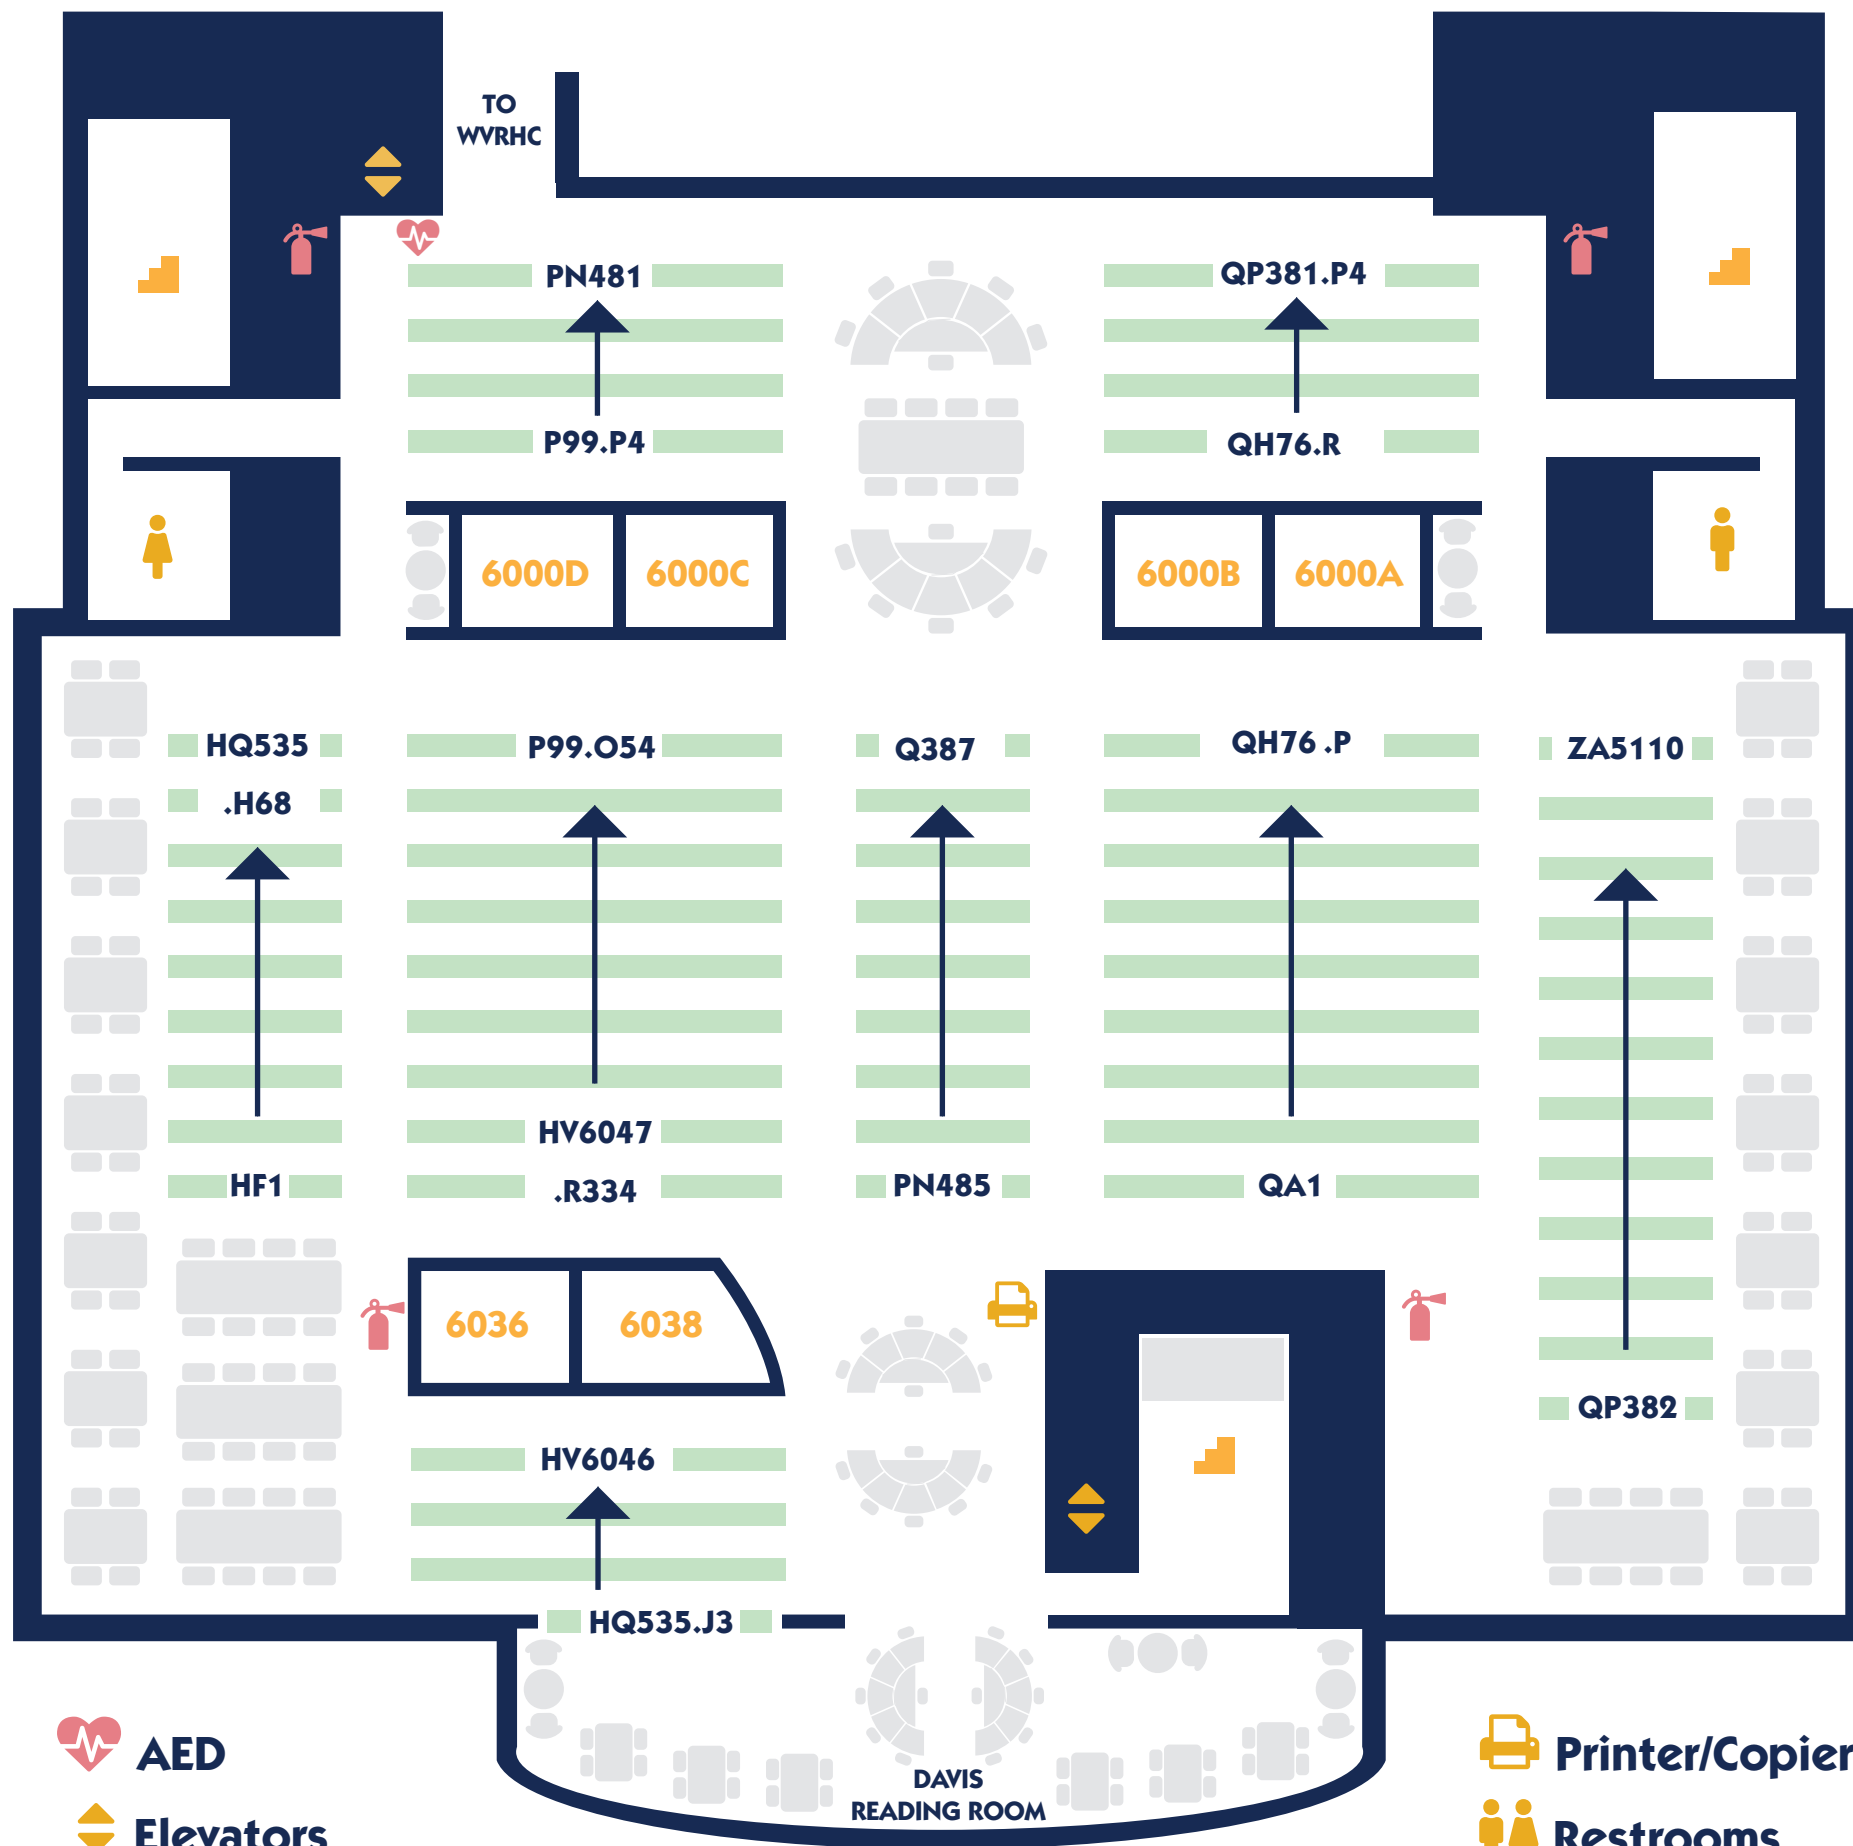 TO
WVRHC
PN481
QP381.P4
P99.P4
QH76.R
6000D
6000C
6000B
6000A
HQ535
.H68
P99.O54
Q387
QH76 .P
ZA5110
HV6047
.R334
HF1
PN485
QA1
6036
6038
QP382
HV6046
HQ535.J3
DAVIS
READING ROOM
AED
Elevators
Printer/Copier
Restrooms